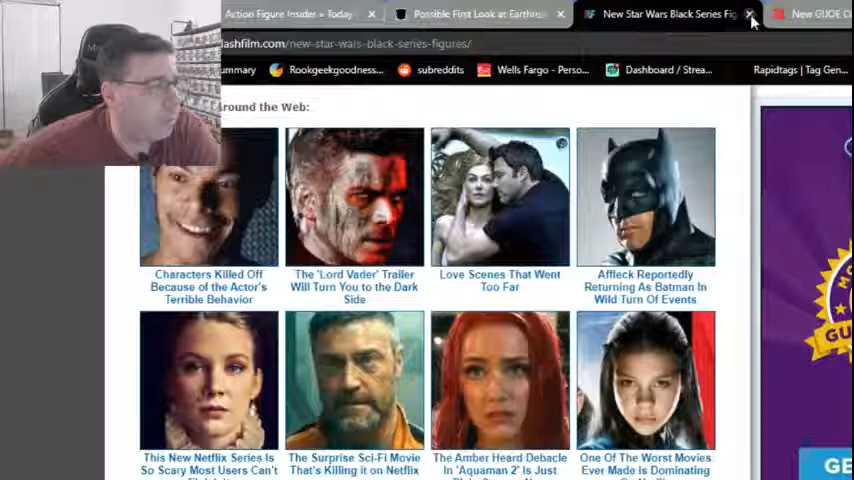 Action Figure Insider » Today
Possible First Look at Earthris
New Star Wars Black Series Fig
New GIJOE CL
lashfilm.com/new-star-wars-black-series-figures/
ummary
Rookgeekgoodness...
subreddits
Wells Fargo - Perso...
Dashboard / Strea...
Rapidtags | Tag Gen...
Around the Web:
Characters Killed Off
Because of the Actor's
Terrible Behavior
The 'Lord Vader' Trailer
Will Turn You to the Dark
Side
Love Scenes That Went
Too Far
Affleck Reportedly
Returning As Batman In
Wild Turn Of Events
This New Netflix Series Is
So Scary Most Users Can't
The Surprise Sci-Fi Movie
That's Killing it on Netflix
The Amber Heard Debacle
In 'Aquaman 2' Is Just
One Of The Worst Movies
Ever Made Is Dominating
GU
GE